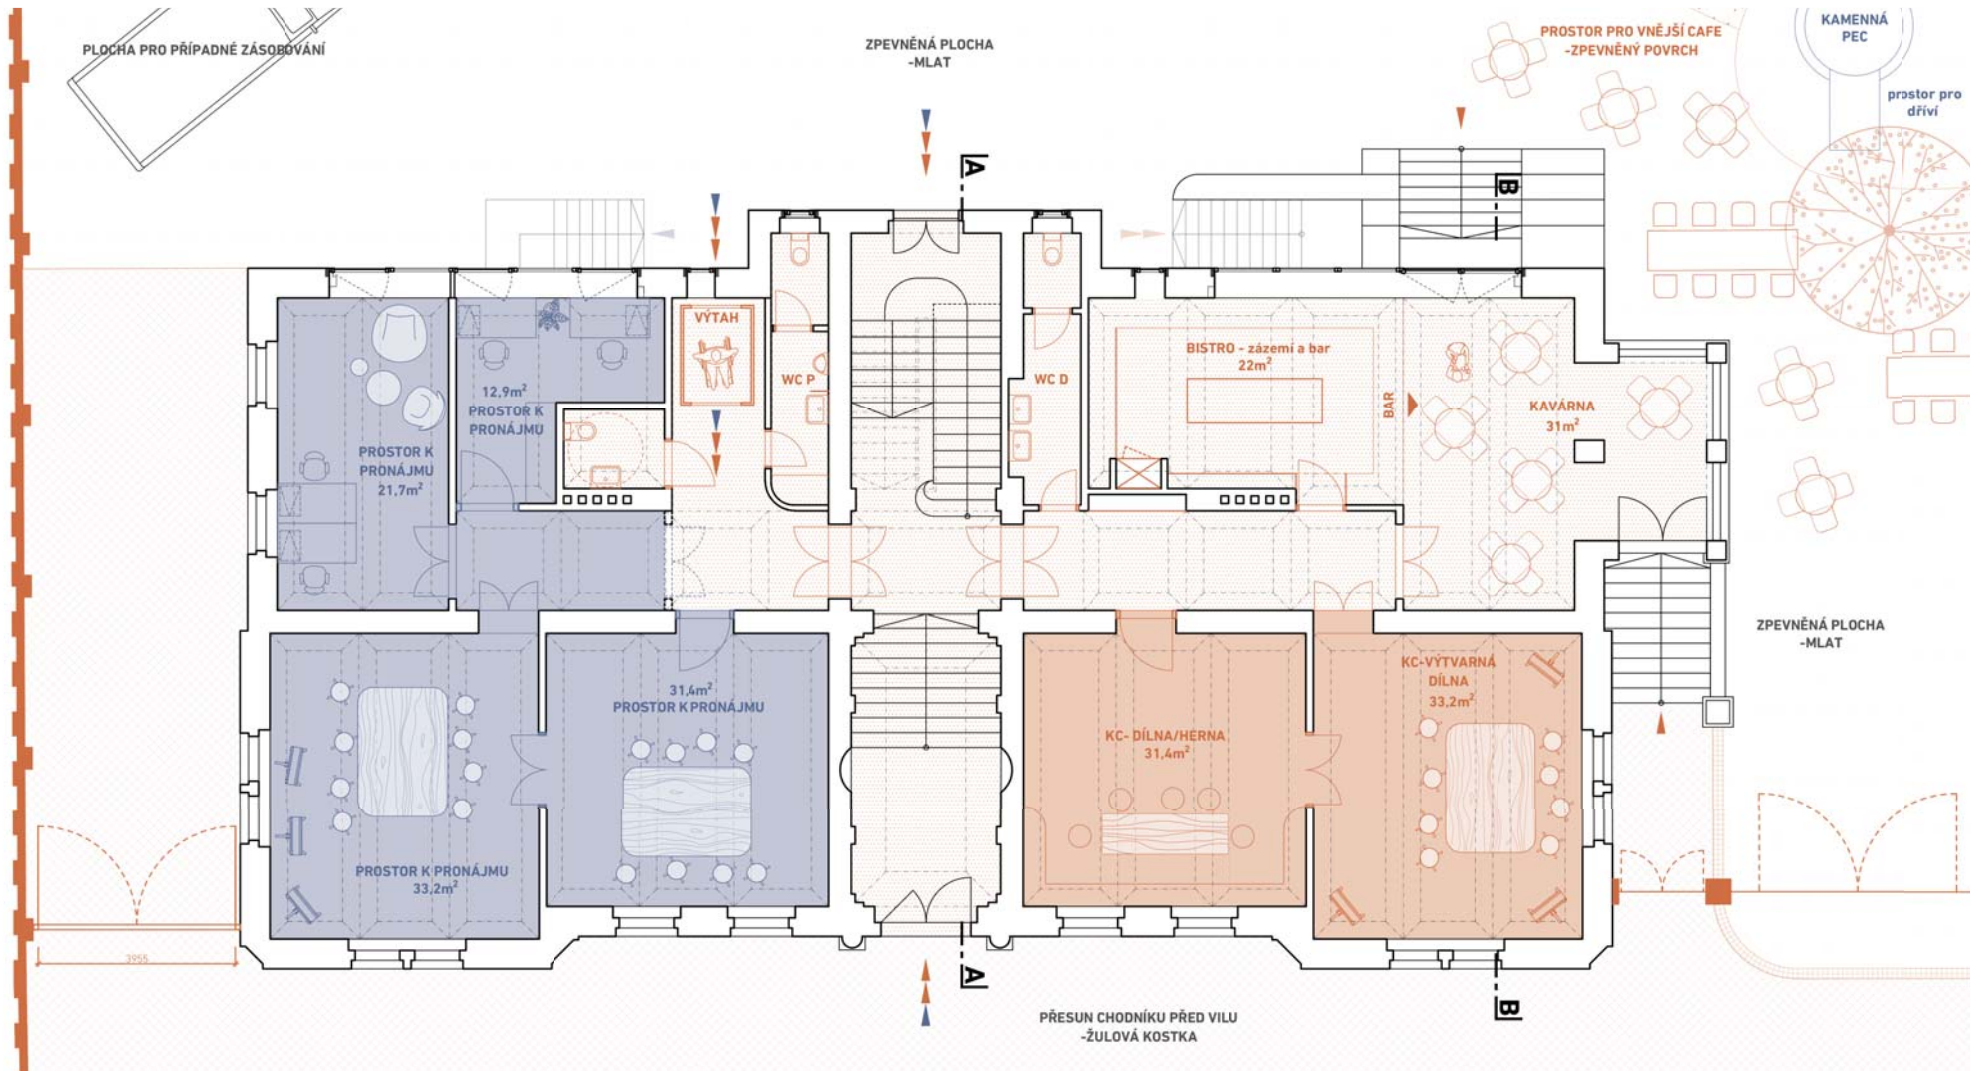 PLOCHA PRO PŘÍPADNÉ ZÁSOBOVÁNÍ
ZPEVNĚNÁ PLOCHA
-MLAT
PROSTOR PRO VNĚJŠÍ CAFE
-ZPEVNĚNÝ POVRCH
KAMENNÁ
PEC
prostor pro
dříví
A
B
VÝTAH
WC P
WC D
BISTRO - zázemí a bar
22m²
BAR
KAVÁRNA
31m²
12,9m²
PROSTOR K
PRONÁJMU
PROSTOR K
PRONÁJMU
21,7m²
ZPEVNĚNÁ PLOCHA
-MLAT
31,4m²
PROSTOR K PRONÁJMU
KC- DÍLNA/HERNA
31,4m²
KC-VÝTVARNÁ
DÍLNA
33,2m²
PROSTOR K PRONÁJMU
33,2m²
3955
A
B
PŘESUN CHODNÍKU PŘED VILU
-ŽULOVÁ KOSTKA